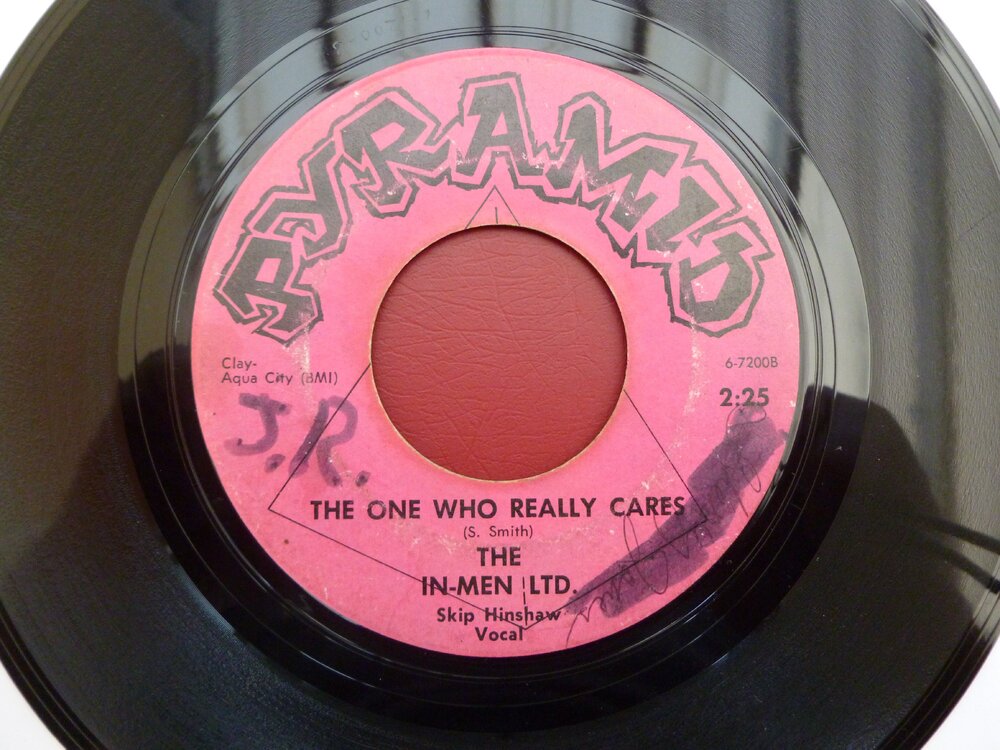 PYRAMID
Clay-
Aqua City (BMI)
6-7200B
2:25
J.R.
THE ONE WHO REALLY CARES
(S. Smith)
THE
IN-MEN LTD.
Skip Hinshaw
Vocal